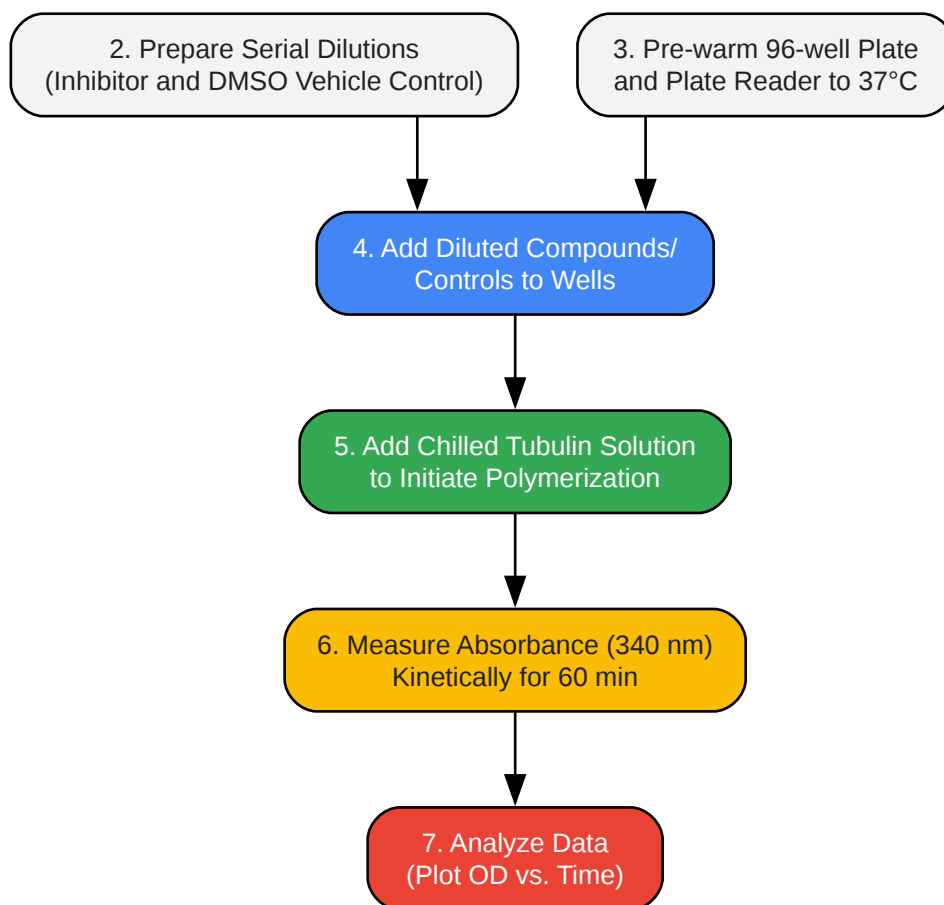 2. Prepare Serial Dilutions
(Inhibitor and DMSO Vehicle Control)
3. Pre-warm 96-well Plate
and Plate Reader to 37°C
4. Add Diluted Compounds/
Controls to Wells
5. Add Chilled Tubulin Solution
to Initiate Polymerization
6. Measure Absorbance (340 nm)
Kinetically for 60 min
7. Analyze Data
(Plot OD vs. Time)